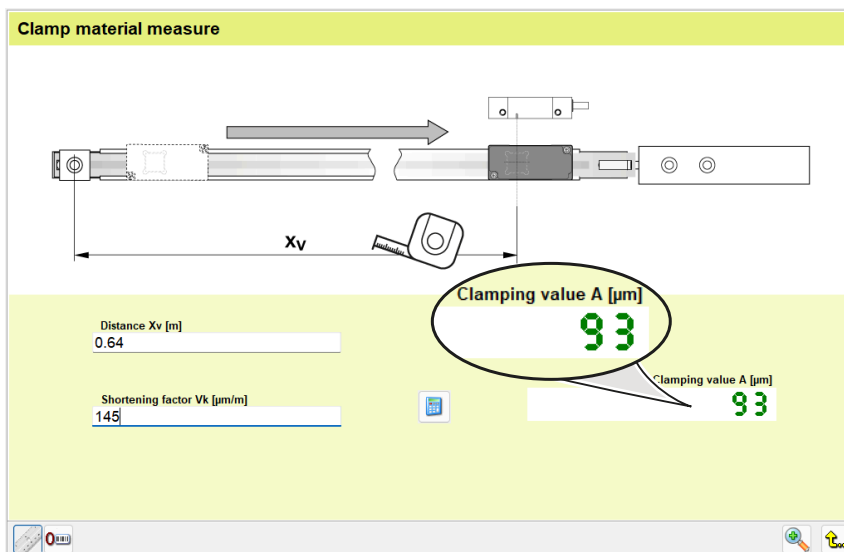 Clamp material measure
XV
Clamping value A [µm]
93
Distance Xv [m]
0.64
Clamping value A [µm]
93
Shortening factor Vk [µm/m]
145
0